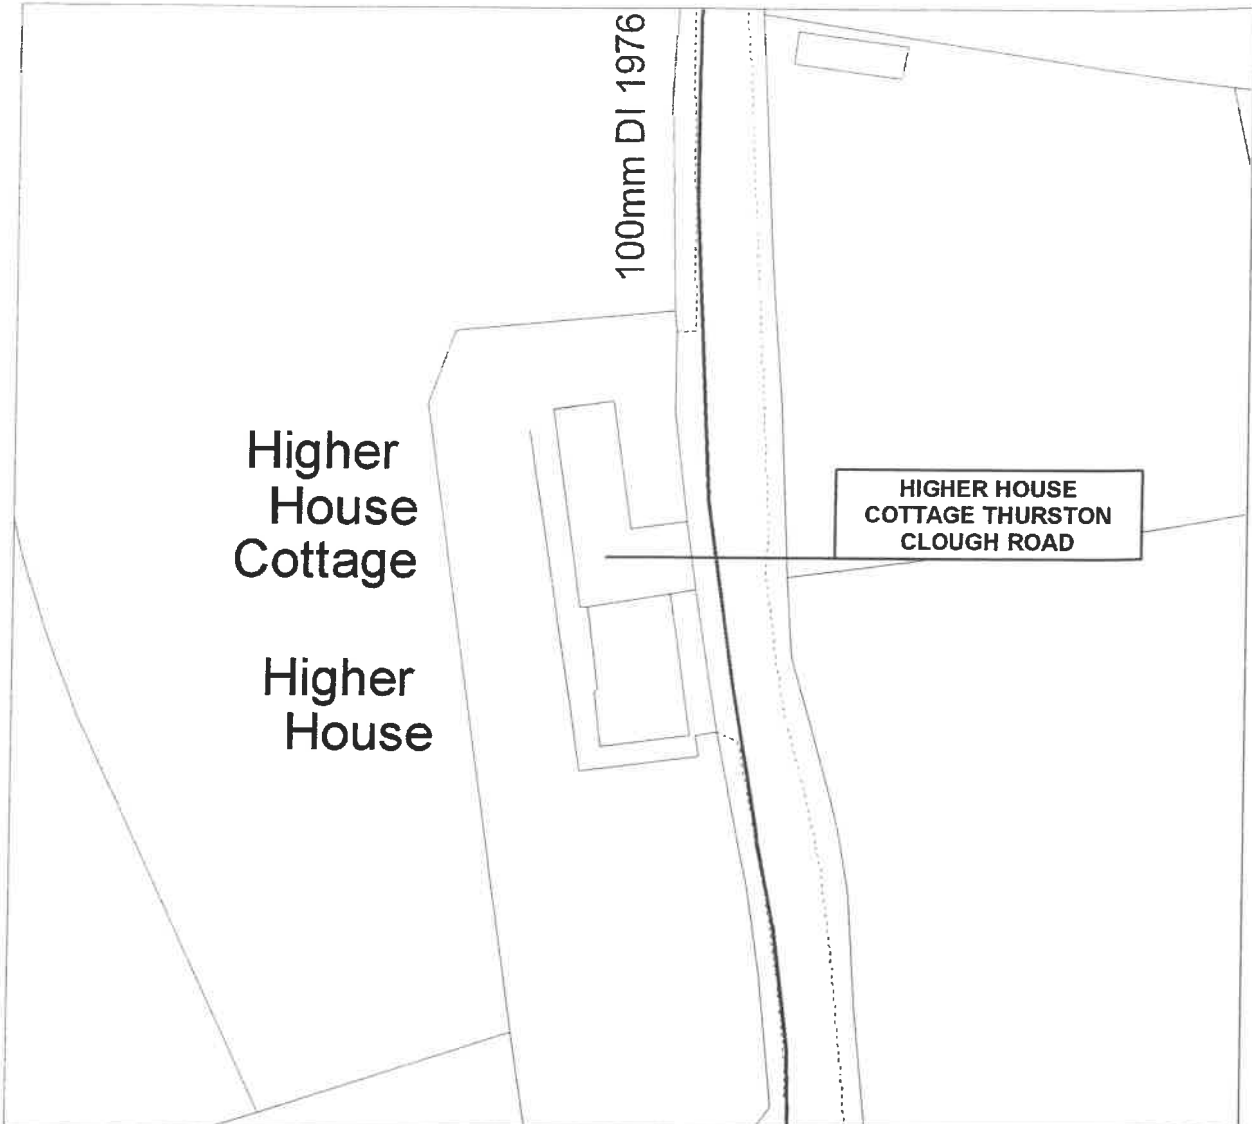 100mm DI 1976
Higher
House
Cottage
HIGHER HOUSE
COTTAGE THURSTON
CLOUGH ROAD
Higher
House